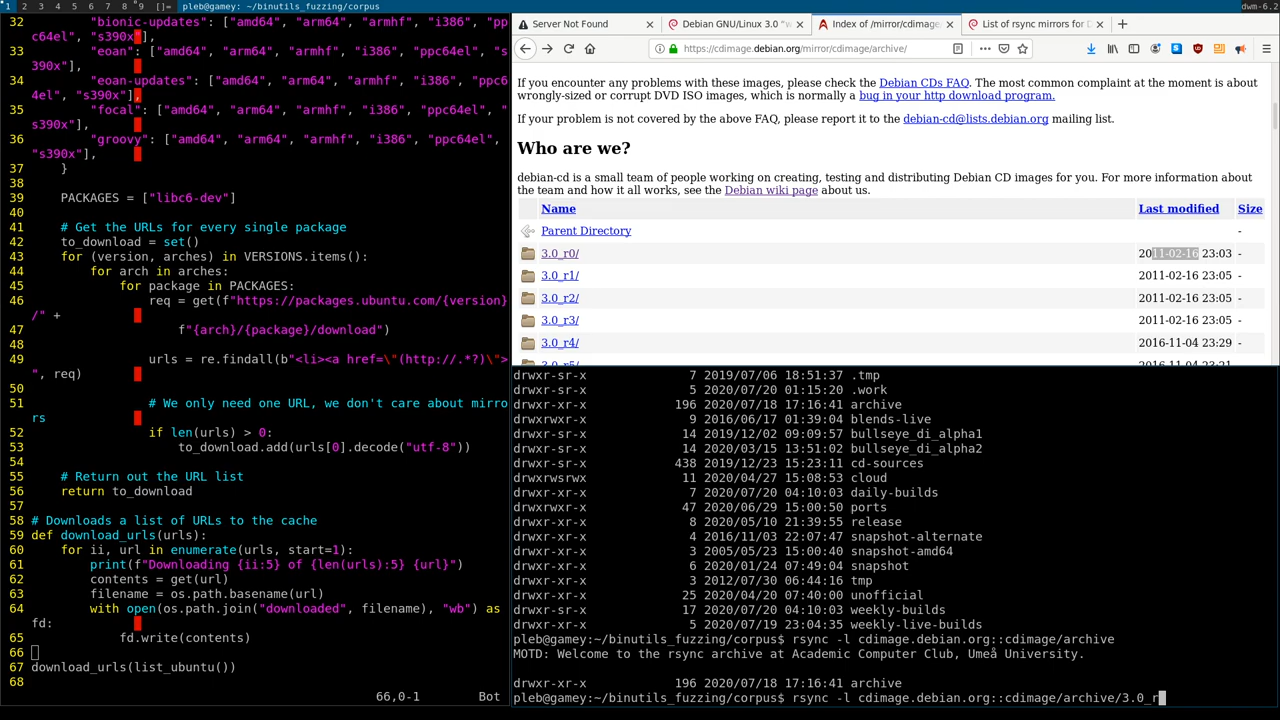 1 2 3 4 5 6 7 8 9 []= pleb@gamey: ~/binutils_fuzzing/corpus
dwm-6.2
32 "bionic-updates": ["amd64", "arm64", "armhf", "i386", "pp
c64el", "s390x"],
33 "eoan": ["amd64", "arm64", "armhf", "i386", "ppc64el", "s
390x"],
34 "eoan-updates": ["amd64", "arm64", "armhf", "i386", "ppc6
4el", "s390x"],
35 "focal": ["amd64", "arm64", "armhf", "i386", "ppc64el", "
s390x"],
36 "groovy": ["amd64", "arm64", "armhf", "i386", "ppc64el",
"s390x"],
37 }
38
39 PACKAGES = ["libc6-dev"]
40
41 # Get the URLs for every single package
42 to_download = set()
43 for (version, arches) in VERSIONS.items():
44 for arch in arches:
45 for package in PACKAGES:
46 req = get(f"https://packages.ubuntu.com/{version}
/" +
47 f"{arch}/{package}/download")
48
49 urls = re.findall(b"<li><a href=\"(http://.*?)\">
", req)
50
51 # We only need one URL, we don't care about mirro
rs
52 if len(urls) > 0:
53 to_download.add(urls[0].decode("utf-8"))
54
55 # Return out the URL list
56 return to_download
57
58 # Downloads a list of URLs to the cache
59 def download_urls(urls):
60 for ii, url in enumerate(urls, start=1):
61 print(f"Downloading {ii:5} of {len(urls):5} {url}")
62 contents = get(url)
63 filename = os.path.basename(url)
64 with open(os.path.join("downloaded", filename), "wb") as
fd:
65 fd.write(contents)
66
67 download_urls(list_ubuntu())
68
66,0-1 Bot
Server Not Found
Debian GNU/Linux 3.0 “w
Index of /mirror/cdimage
List of rsync mirrors for D
https://cdimage.debian.org/mirror/cdimage/archive/
If you encounter any problems with these images, please check the Debian CDs FAQ. The most common complaint at the moment is about
wrongly-sized or corrupt DVD ISO images, which is normally a bug in your http download program.
If your problem is not covered by the above FAQ, please report it to the debian-cd@lists.debian.org mailing list.
Who are we?
debian-cd is a small team of people working on creating, testing and distributing Debian CD images for you. For more information about
the team and how it all works, see the Debian wiki page about us.
Name Last modified Size
Parent Directory -
3.0_r0/ 2011-02-16 23:03 -
3.0_r1/ 2011-02-16 23:05 -
3.0_r2/ 2011-02-16 23:05 -
3.0_r3/ 2011-02-16 23:05 -
3.0_r4/ 2016-11-04 23:29 -
3.0_r5/ 2016-11-04 23:21 -
drwxr-sr-x 7 2019/07/06 18:51:37 .tmp
drwxr-sr-x 5 2020/07/20 01:15:20 .work
drwxr-xr-x 196 2020/07/18 17:16:41 archive
drwxrwxr-x 9 2016/06/17 01:39:04 blends-live
drwxr-sr-x 14 2019/12/02 09:09:57 bullseye_di_alpha1
drwxr-sr-x 14 2020/03/15 13:51:02 bullseye_di_alpha2
drwxr-sr-x 438 2019/12/23 15:23:11 cd-sources
drwxrwsrwx 11 2020/04/27 15:08:53 cloud
drwxr-xr-x 7 2020/07/20 04:10:03 daily-builds
drwxrwxr-x 47 2020/06/29 15:00:50 ports
drwxr-xr-x 8 2020/05/10 21:39:55 release
drwxr-xr-x 4 2016/11/03 22:07:47 snapshot-alternate
drwxr-xr-x 3 2005/05/23 15:00:40 snapshot-amd64
drwxr-xr-x 6 2020/01/24 07:49:04 snapshot
drwxr-xr-x 3 2012/07/30 06:44:16 tmp
drwxr-xr-x 25 2020/04/20 07:40:00 unofficial
drwxr-sr-x 17 2020/07/20 04:10:03 weekly-builds
drwxr-sr-x 5 2020/07/19 23:04:35 weekly-live-builds
pleb@gamey:~/binutils_fuzzing/corpus$ rsync -l cdimage.debian.org::cdimage/archive
MOTD: Welcome to the rsync archive at Academic Computer Club, Umeå University.
drwxr-xr-x 196 2020/07/18 17:16:41 archive
pleb@gamey:~/binutils_fuzzing/corpus$ rsync -l cdimage.debian.org::cdimage/archive/3.0_r